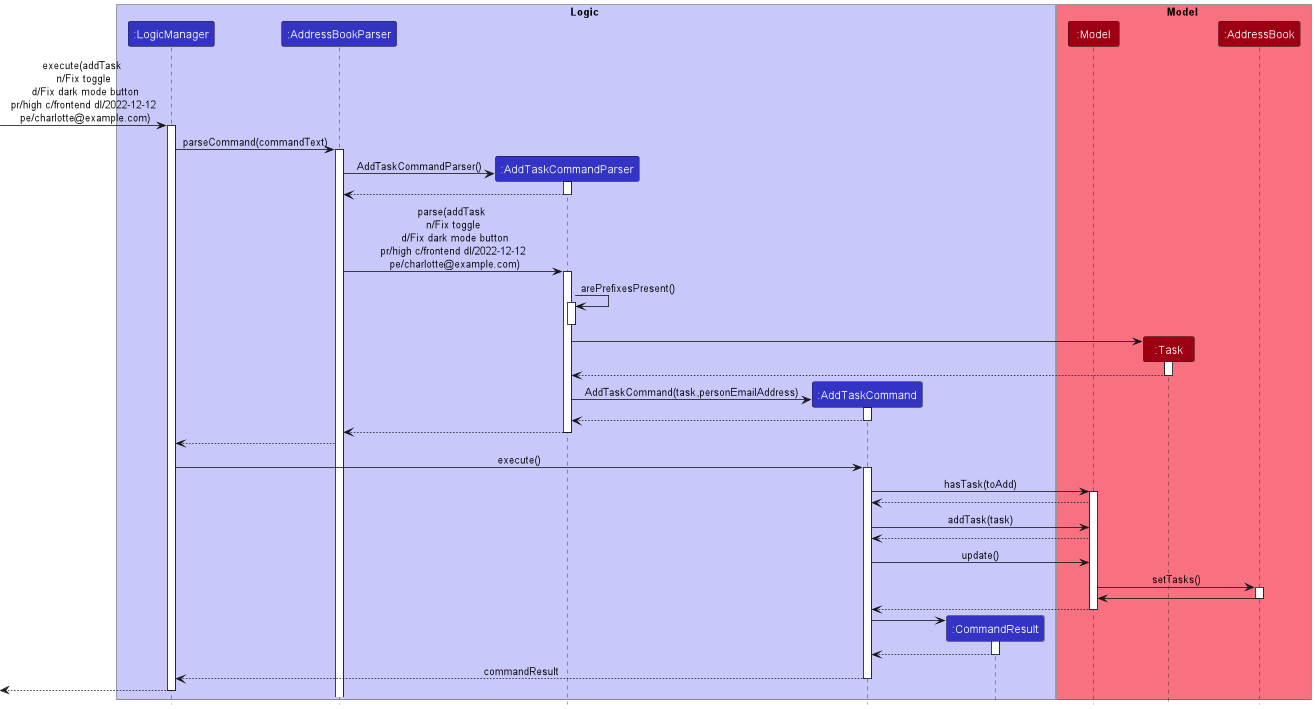 Logic
Model
:LogicManager
:AddressBookParser
:Model
:AddressBook
execute(addTask
n/Fix toggle
d/Fix dark mode button
pr/high c/frontend dl/2022-12-12
pe/charlotte@example.com)
parseCommand(commandText)
AddTaskCommandParser()
:AddTaskCommandParser
parse(addTask
n/Fix toggle
d/Fix dark mode button
pr/high c/frontend dl/2022-12-12
pe/charlotte@example.com)
arePrefixesPresent()
:Task
AddTaskCommand(task,personEmailAddress)
:AddTaskCommand
execute()
hasTask(toAdd)
addTask(task)
update()
setTasks()
:CommandResult
commandResult